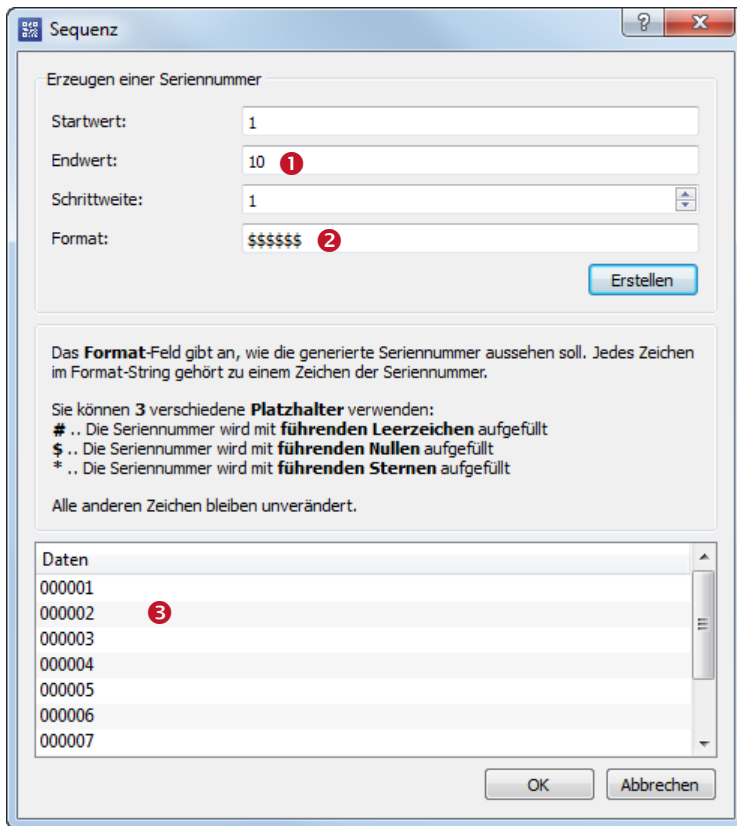 Sequenz
Erzeugen einer Seriennummer
Startwert: 1
Endwert: 10 1
Schrittweite: 1
Format: $$$$$$ 2
Erstellen
Das Format-Feld gibt an, wie die generierte Seriennummer aussehen soll. Jedes Zeichen
im Format-String gehört zu einem Zeichen der Seriennummer.
Sie können 3 verschiedene Platzhalter verwenden:
# .. Die Seriennummer wird mit führenden Leerzeichen aufgefüllt
$ .. Die Seriennummer wird mit führenden Nullen aufgefüllt
* .. Die Seriennummer wird mit führenden Sternen aufgefüllt
Alle anderen Zeichen bleiben unverändert.
Daten
000001
000002 3
000003
000004
000005
000006
000007
OK Abbrechen